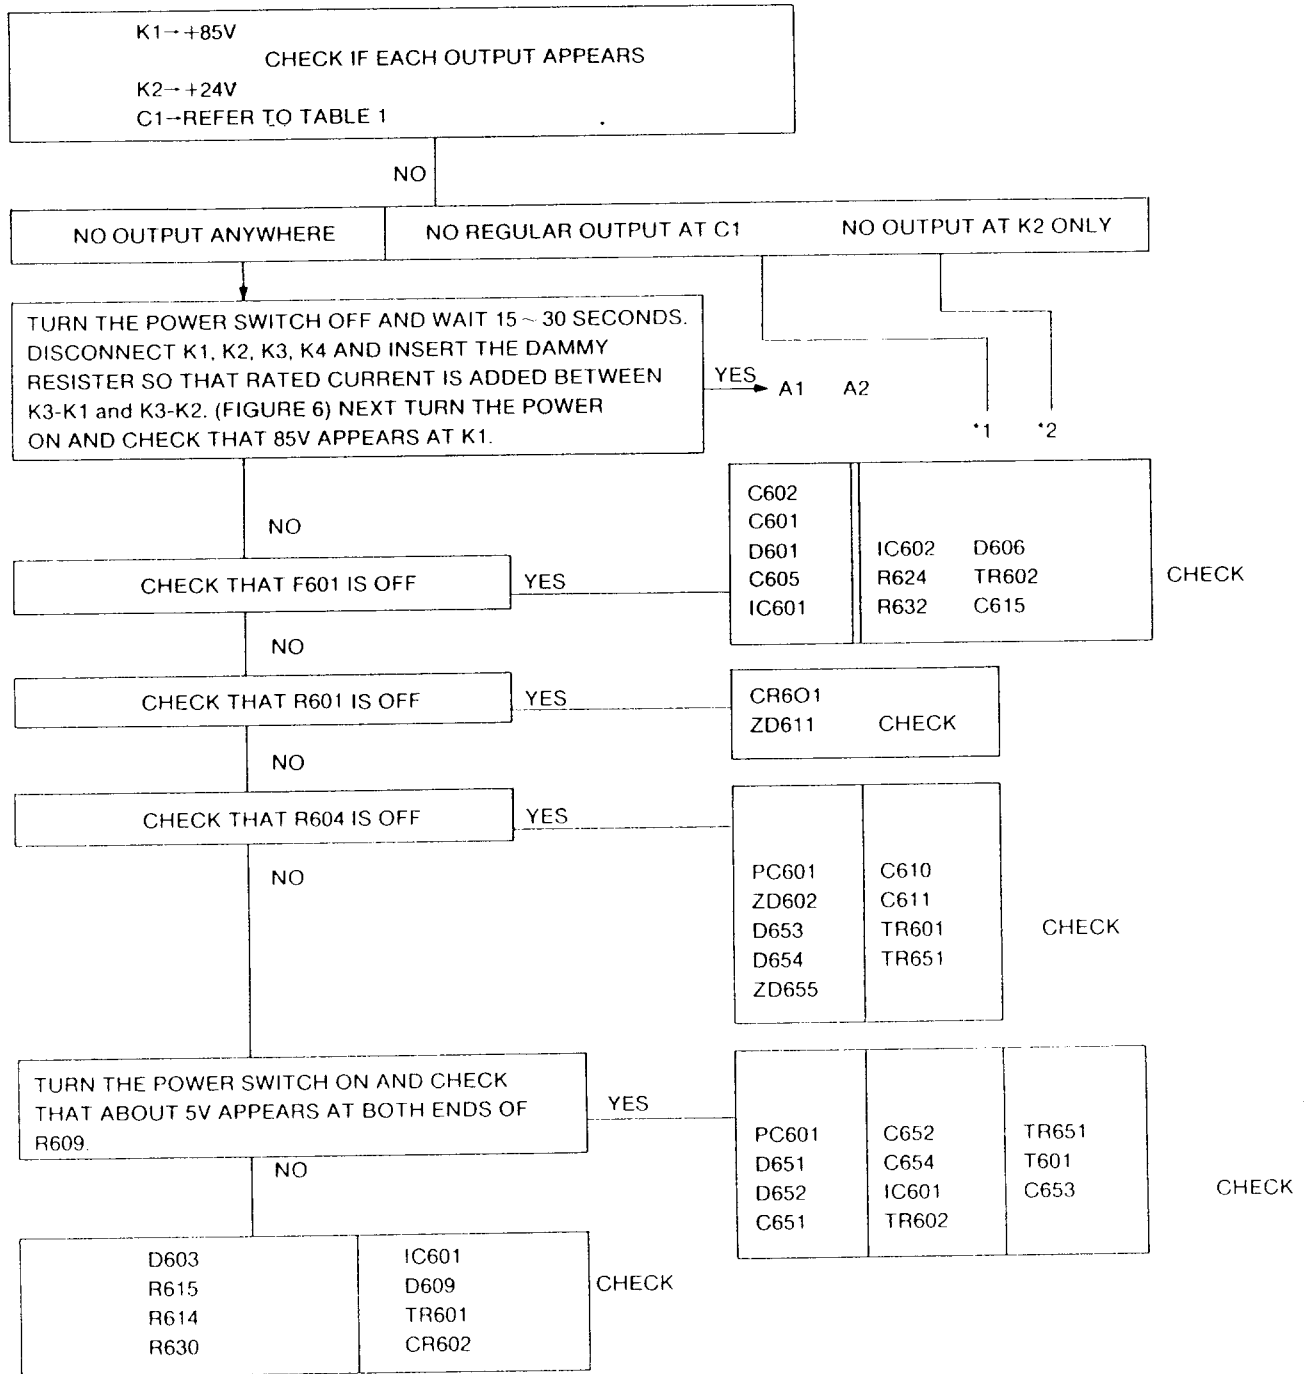 K1→+85V
CHECK IF EACH OUTPUT APPEARS
K2→+24V
C1→REFER TO TABLE 1
NO
NO OUTPUT ANYWHERE
NO REGULAR OUTPUT AT C1
NO OUTPUT AT K2 ONLY
TURN THE POWER SWITCH OFF AND WAIT 15~30 SECONDS.
DISCONNECT K1, K2, K3, K4 AND INSERT THE DAMMY
RESISTER SO THAT RATED CURRENT IS ADDED BETWEEN
K3-K1 and K3-K2. (FIGURE 6) NEXT TURN THE POWER
ON AND CHECK THAT 85V APPEARS AT K1.
YES
A1 A2
*1 *2
NO
CHECK THAT F601 IS OFF
YES
C602
C601
D601
C605
IC601
IC602 D606
R624 TR602
R632 C615
CHECK
NO
CHECK THAT R601 IS OFF
YES
CR6O1
ZD611 CHECK
NO
CHECK THAT R604 IS OFF
YES
PC601 C610
ZD602 C611
D653 TR601
D654 TR651
ZD655
CHECK
NO
TURN THE POWER SWITCH ON AND CHECK
THAT ABOUT 5V APPEARS AT BOTH ENDS OF
R609.
YES
PC601 C652 TR651
D651 C654 T601
D652 IC601 C653
C651 TR602
CHECK
NO
D603 IC601
R615 D609
R614 TR601
R630 CR602
CHECK